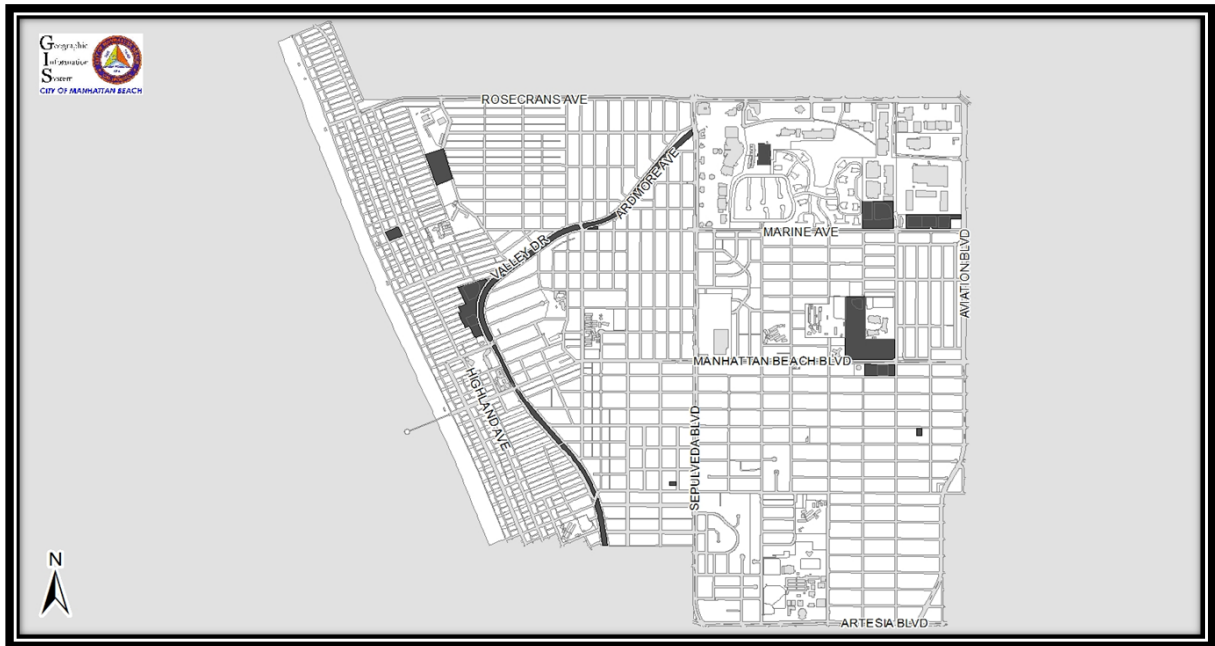 Geographic
Information
System
CITY OF MANHATTAN BEACH
ROSECRANS AVE
ARDMORE AVE
VALLEY DR
MARINE AVE
AVIATION BLVD
MANHATTAN BEACH BLVD
HIGHLAND AVE
SEPULVEDA BLVD
N
ARTESIA BLVD